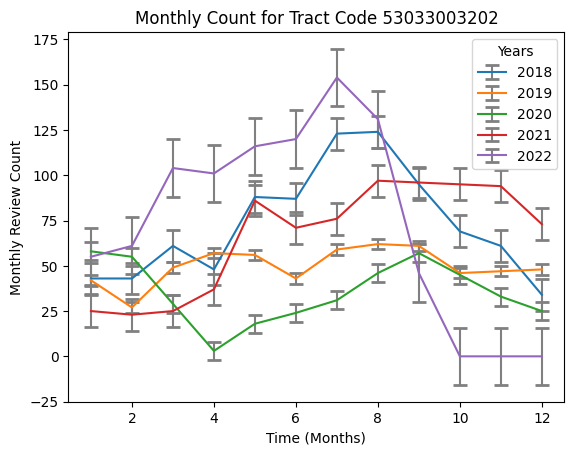 Monthly Count for Tract Code 53033003202
Monthly Review Count
175
150
125
100
75
50
25
0
−25
Years
2018
2019
2020
2021
2022
2 4 6 8 10 12
Time (Months)